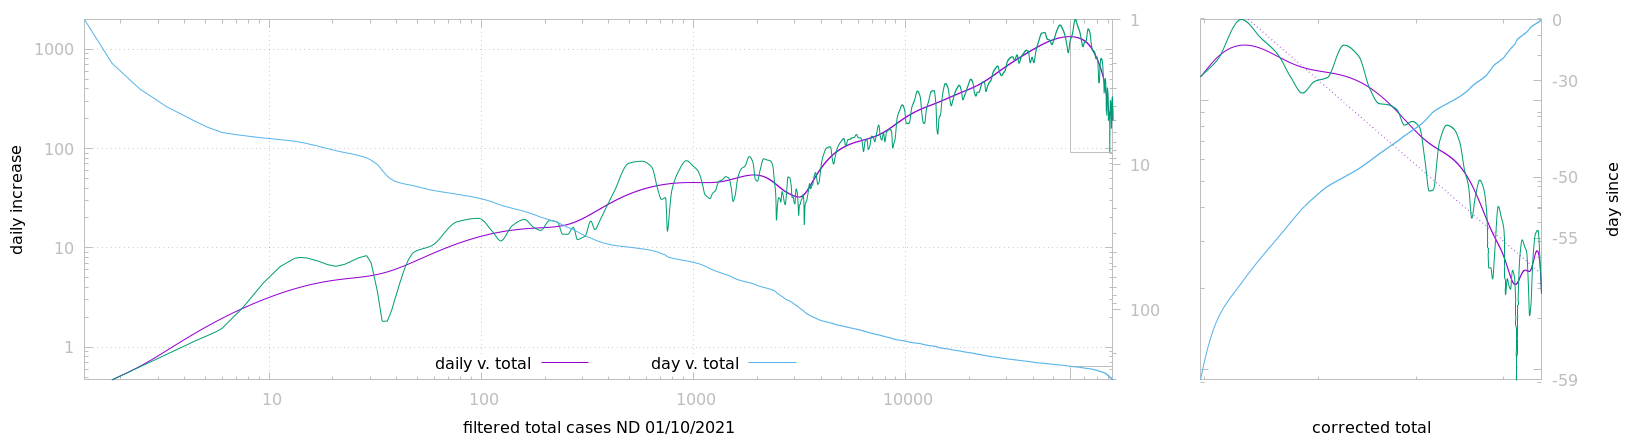 daily increase
1000
100
10
1
daily v. total
day v. total
10
100
1000
10000
filtered total cases ND 01/10/2021
1
10
100
0
-30
-50
-55
-59
day since
corrected total